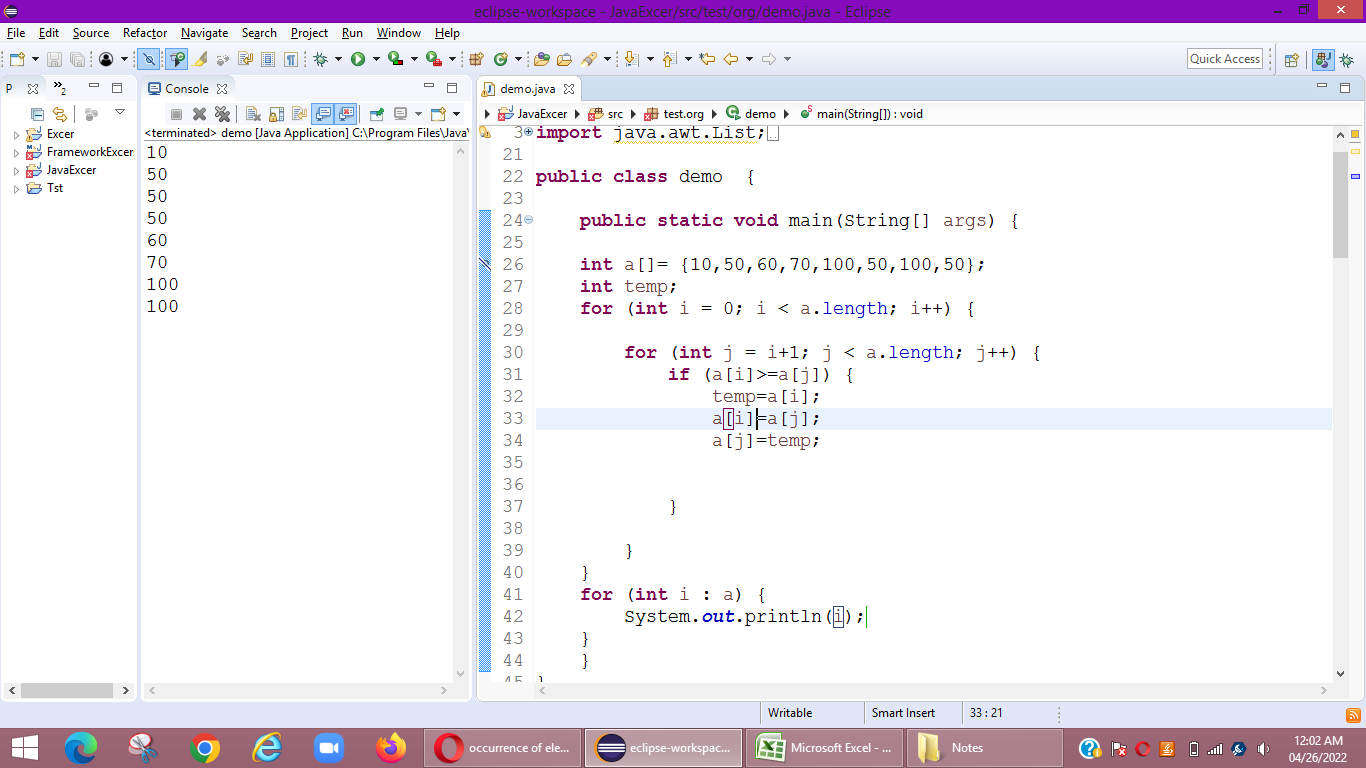 eclipse-workspace - JavaExcer/src/test/org/demo.java - Eclipse
File Edit Source Refactor Navigate Search Project Run Window Help
Quick Access
P
»2
Excer
FrameworkExcer
JavaExcer
Tst
Console
<terminated> demo [Java Application] C:\Program Files\Java\
10
50
50
50
60
70
100
100
demo.java
JavaExcer src test.org demo main(String[]) : void
3 import java.awt.List;
21
22 public class demo  {
23
24     public static void main(String[] args) {
25
26     int a[]= {10,50,60,70,100,50,100,50};
27     int temp;
28     for (int i = 0; i < a.length; i++) {
29
30         for (int j = i+1; j < a.length; j++) {
31             if (a[i]>=a[j]) {
32                 temp=a[i];
33                 a[i]=a[j];
34                 a[j]=temp;
35
36
37             }
38
39         }
40     }
41     for (int i : a) {
42         System.out.println(i);
43     }
44     }
45 }
Writable Smart Insert 33 : 21
occurrence of ele... eclipse-workspac... Microsoft Excel - ... Notes
12:02 AM
04/26/2022